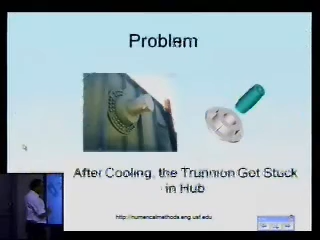 Problem
After Cooling, the Trunnion Got Stuck
in Hub
http://numericalmethods.eng.usf.edu